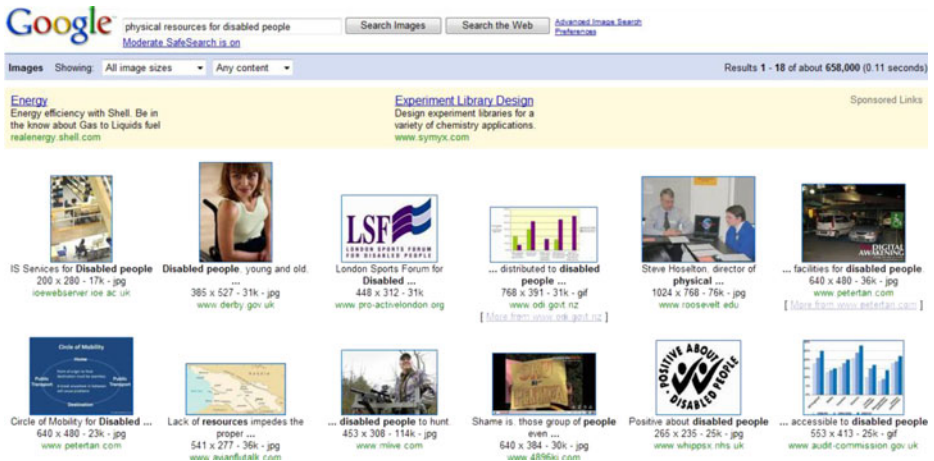 Google
physical resources for disabled people
Search Images
Search the Web
Advanced Image Search
Preferences
Moderate SafeSearch is on
Images Showing: All image sizes Any content
Results 1 - 18 of about 658,000 (0.11 seconds)
Energy
Energy efficiency with Shell. Be in
the know about Gas to Liquids fuel
realenergy.shell.com
Experiment Library Design
Design experiment libraries for a
variety of chemistry applications.
www.symyx.com
Sponsored Links
LSF
LONDON SPORTS FORUM
FOR DISABLED PEOPLE
DIGITAL
AWAKENING
IS Services for Disabled people
200 x 280 - 17k - jpg
ioewebserver.ioe.ac.uk
Disabled people, young and old,
...
385 x 527 - 31k - jpg
www.derby.gov.uk
London Sports Forum for
Disabled ...
448 x 312 - 31k
www.pro-activelondon.org
... distributed to disabled
people
768 x 391 - 31k - gif
www.odi.govt.nz
[ More from www.odi.govt.nz ]
Steve Hoselton, director of
physical ...
1024 x 768 - 76k - jpg
www.roosevelt.edu
... facilities for disabled people
640 x 480 - 36k - jpg
www.petertan.com
[ More from www.petertan.com ]
Circle of Mobility
Home
Public
Transport
Public
Transport
Destination
POSITIVE ABOUT
DISABLED PEOPLE
Circle of Mobility for Disabled ...
640 x 480 - 23k - jpg
www.petertan.com
Lack of resources impedes the
proper ...
541 x 277 - 36k - jpg
www.avianflutalk.com
... disabled people to hunt.
453 x 308 - 114k - jpg
www.mlive.com
Shame is. those group of people
even ...
640 x 384 - 30k - jpg
www.4896ki.com
Positive about disabled people
265 x 235 - 25k - jpg
www.whippsx.nhs.uk
... accessible to disabled people
553 x 413 - 25k - gif
www.audit-commission.gov.uk